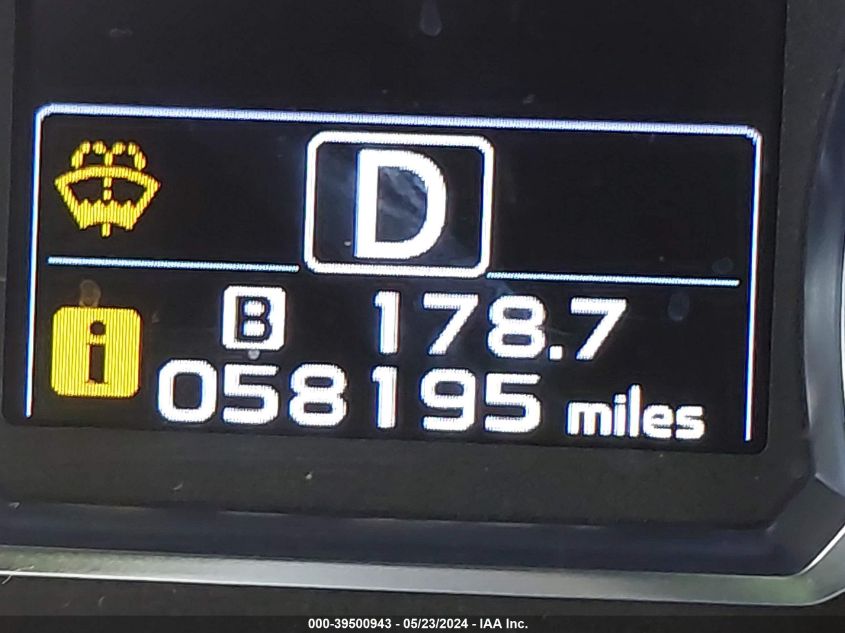 D
B 178.7
i 058195 miles
000-39500943 - 05/23/2024 - IAA Inc.